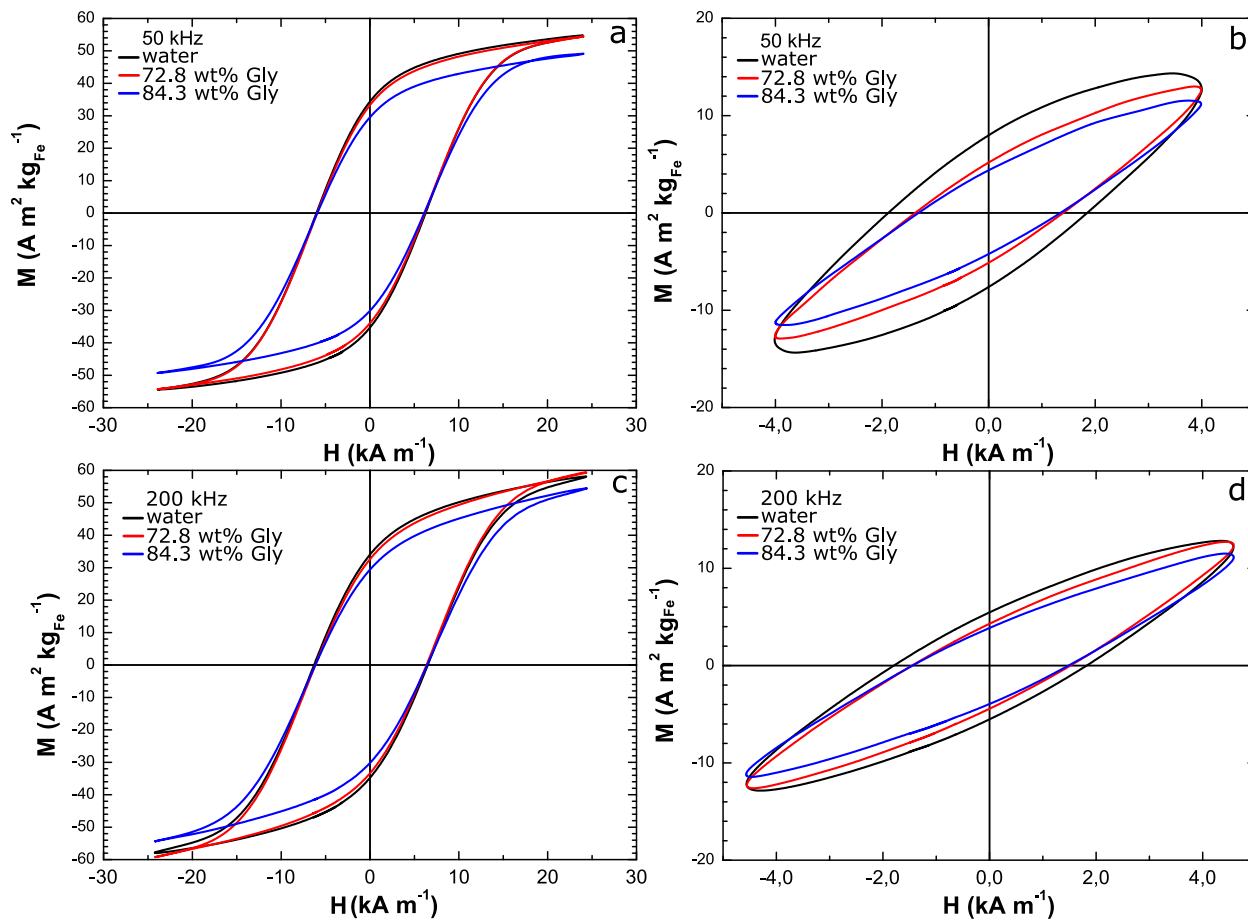 a
50 kHz
water
72.8 wt% Gly
84.3 wt% Gly
M (A m² kg_Fe⁻¹)
60
50
40
30
20
10
0
-10
-20
-30
-40
-50
-60
-30 -20 -10 0 10 20 30
H (kA m⁻¹)
b
50 kHz
water
72.8 wt% Gly
84.3 wt% Gly
M (A m² kg_Fe⁻¹)
20
10
0
-10
-20
-4,0 -2,0 0,0 2,0 4,0
H (kA m⁻¹)
c
200 kHz
water
72.8 wt% Gly
84.3 wt% Gly
M (A m² kg_Fe⁻¹)
60
50
40
30
20
10
0
-10
-20
-30
-40
-50
-60
-30 -20 -10 0 10 20 30
H (kA m⁻¹)
d
200 kHz
water
72.8 wt% Gly
84.3 wt% Gly
M (A m² kg_Fe⁻¹)
20
10
0
-10
-20
-4,0 -2,0 0,0 2,0 4,0
H (kA m⁻¹)